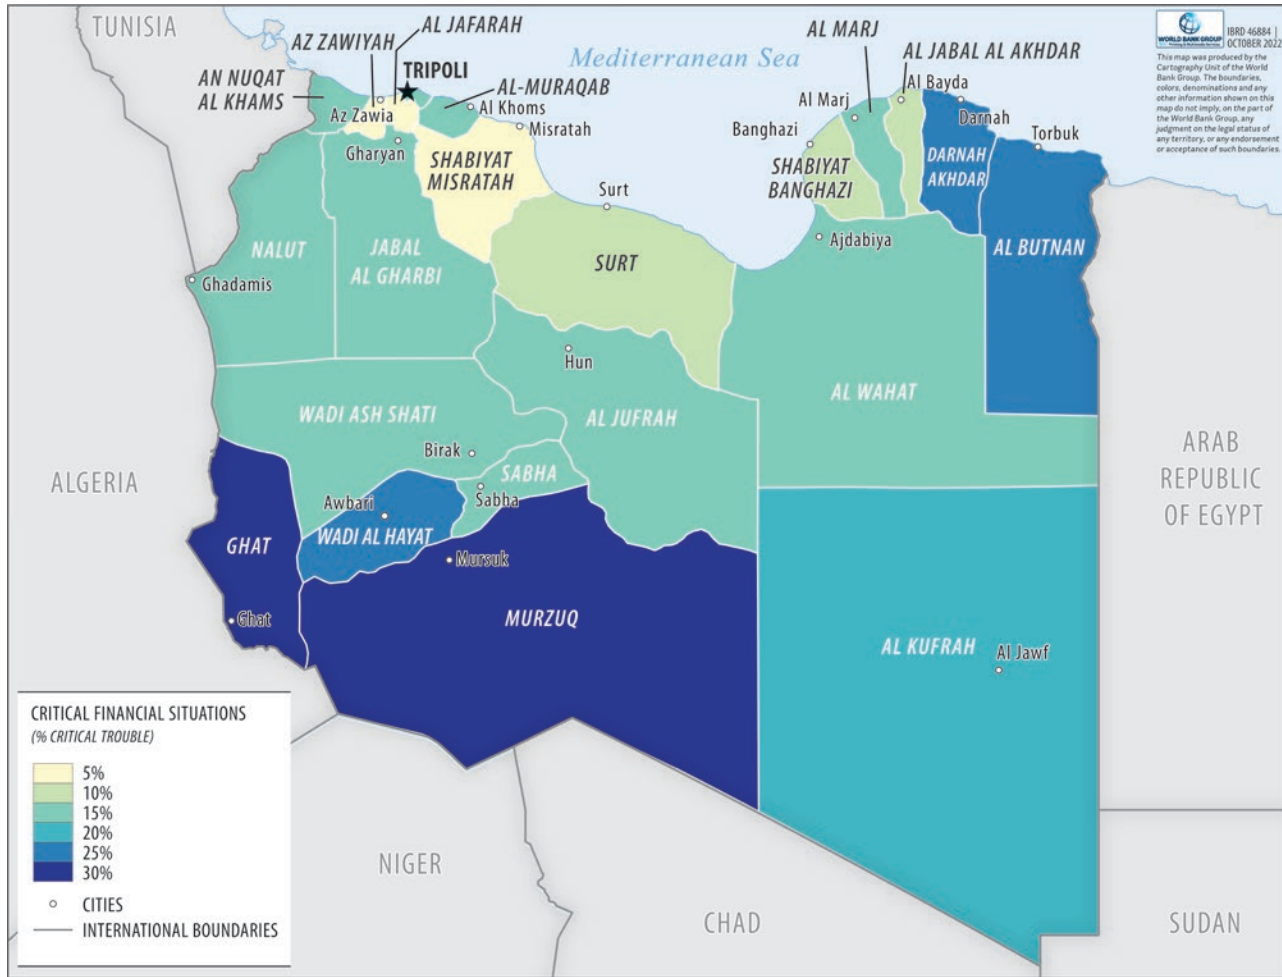 TUNISIA
AL JAFARAH
AZ ZAWIYAH
AN NUQAT
AL KHAMS
TRIPOLI
AL-MURAQAB
Az Zawia
Al Khoms
Misratah
Gharyan
SHABIYAT
MISRATAH
Mediterranean Sea
AL MARJ
AL JABAL AL AKHDAR
Al Bayda
Al Marj
Darnah
Banghazi
Torbuk
SHABIYAT
BANGHAZI
DARNAH
AKHDAR
WORLD BANK GROUP
IBRD 46884 |
OCTOBER 2022
This map was produced by the
Cartography Unit of the World
Bank Group. The boundaries,
colors, denominations and any
other information shown on this
map do not imply, on the part of
the World Bank Group, any
judgment on the legal status of
any territory, or any endorsement
or acceptance of such boundaries.
Surt
Ajdabiya
NALUT
JABAL
AL GHARBI
SURT
AL BUTNAN
Ghadamis
Hun
WADI ASH SHATI
AL JUFRAH
AL WAHAT
Birak
SABHA
Sabha
ALGERIA
ARAB
REPUBLIC
OF EGYPT
Awbari
WADI AL HAYAT
GHAT
Mursuk
Ghat
MURZUQ
AL KUFRAH
Al Jawf
CRITICAL FINANCIAL SITUATIONS
(% CRITICAL TROUBLE)
5%
10%
15%
20%
25%
30%
CITIES
INTERNATIONAL BOUNDARIES
NIGER
CHAD
SUDAN